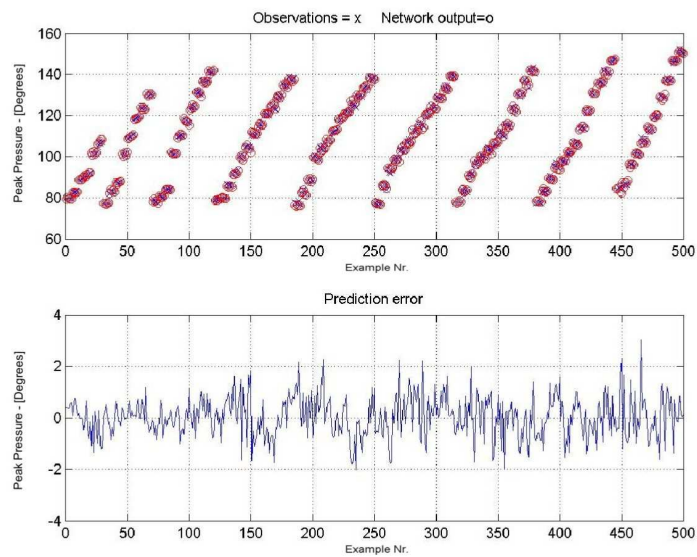 Observations = x Network output=o
160
140
120
100
80
60
Peak Pressure - [Degrees]
0 50 100 150 200 250 300 350 400 450 500
Example Nr.
Prediction error
4
2
0
-2
-4
Peak Pressure - [Degrees]
0 50 100 150 200 250 300 350 400 450 500
Example Nr.